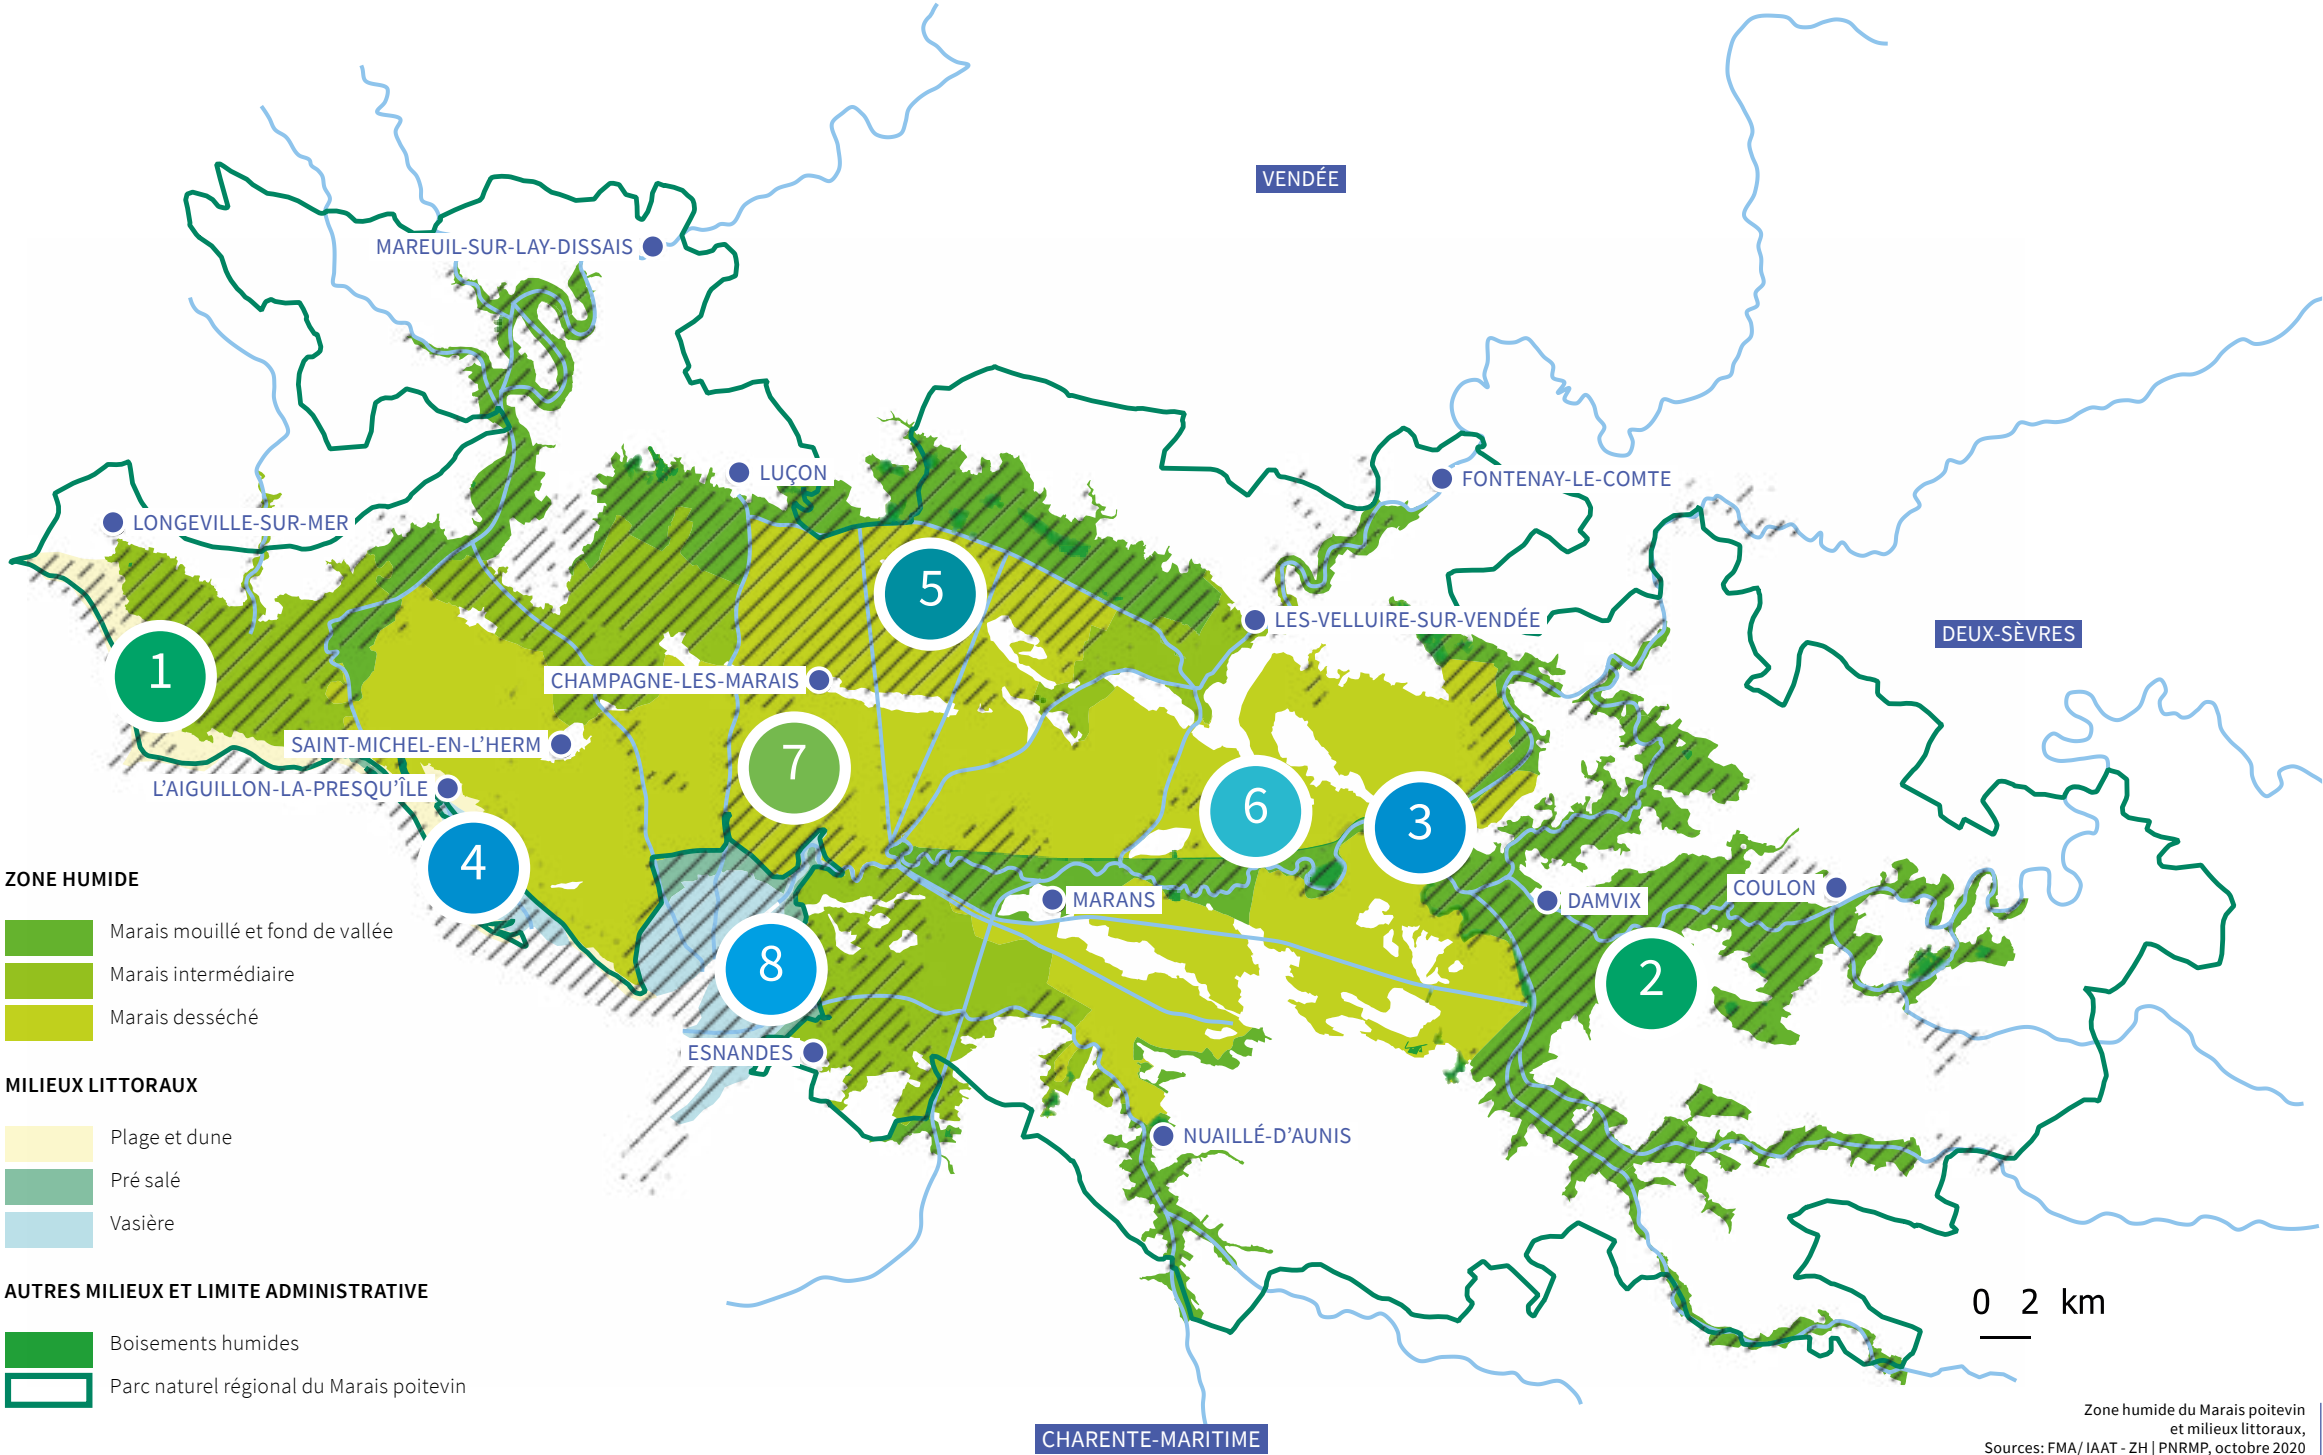 VENDÉE
MAREUIL-SUR-LAY-DISSAIS
LUÇON
FONTENAY-LE-COMTE
LONGEVILLE-SUR-MER
5
LES-VELLUIRE-SUR-VENDÉE
DEUX-SÈVRES
1
CHAMPAGNE-LES-MARAIS
SAINT-MICHEL-EN-L'HERM
7
L'AIGUILLON-LA-PRESQU'ÎLE
6
3
4
MARANS
DAMVIX
COULON
8
2
ESNANDES
NUAILLÉ-D'AUNIS
CHARENTE-MARITIME
ZONE HUMIDE
Marais mouillé et fond de vallée
Marais intermédiaire
Marais desséché
MILIEUX LITTORAUX
Plage et dune
Pré salé
Vasière
AUTRES MILIEUX ET LIMITE ADMINISTRATIVE
Boisements humides
Parc naturel régional du Marais poitevin
0 2 km
Zone humide du Marais poitevin
et milieux littoraux,
Sources: FMA/ IAAT - ZH | PNRMP, octobre 2020